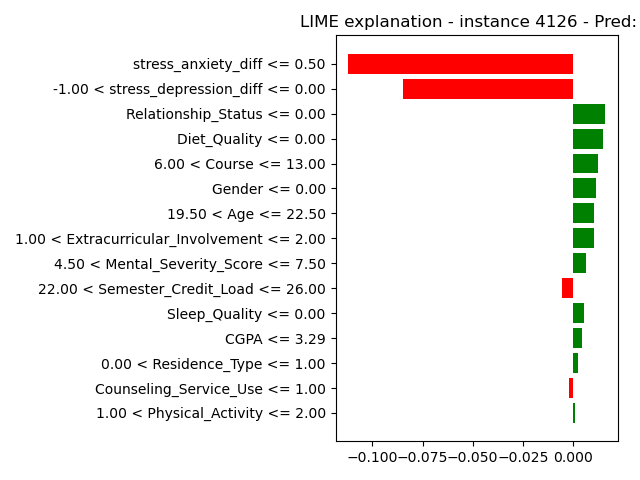 LIME explanation - instance 4126 - Pred:
stress_anxiety_diff <= 0.50
-1.00 < stress_depression_diff <= 0.00
Relationship_Status <= 0.00
Diet_Quality <= 0.00
6.00 < Course <= 13.00
Gender <= 0.00
19.50 < Age <= 22.50
1.00 < Extracurricular_Involvement <= 2.00
4.50 < Mental_Severity_Score <= 7.50
22.00 < Semester_Credit_Load <= 26.00
Sleep_Quality <= 0.00
CGPA <= 3.29
0.00 < Residence_Type <= 1.00
Counseling_Service_Use <= 1.00
1.00 < Physical_Activity <= 2.00
−0.100 −0.075 −0.050 −0.025 0.000